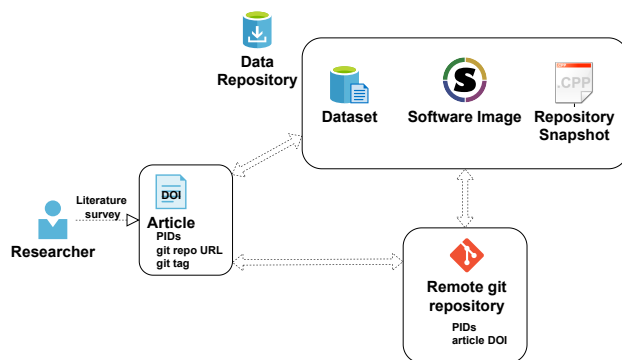 Data
Repository
Dataset
S
Software Image
.CPP
Repository
Snapshot
Literature
survey
Researcher
DOI
Article
PIDs
git repo URL
git tag
Remote git
repository
PIDs
article DOI